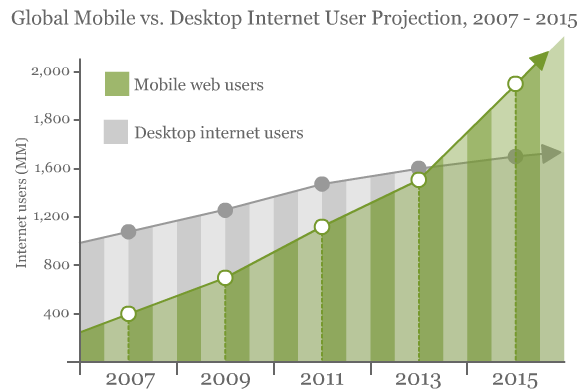 Global Mobile vs. Desktop Internet User Projection, 2007 - 2015
Internet users (MM)
2,000
1,800
1,600
1,200
800
400
Mobile web users
Desktop internet users
2007
2009
2011
2013
2015